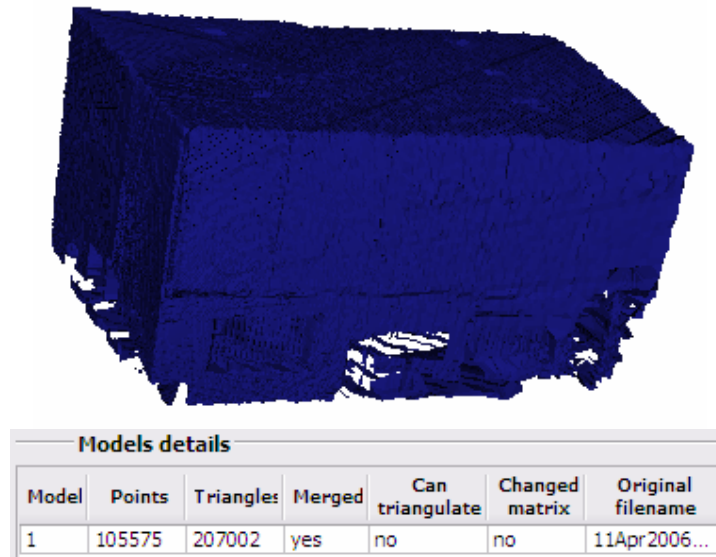 Models details
Model Points Triangles Merged Can triangulate Changed matrix Original filename
1 105575 207002 yes no no 11Apr2006...